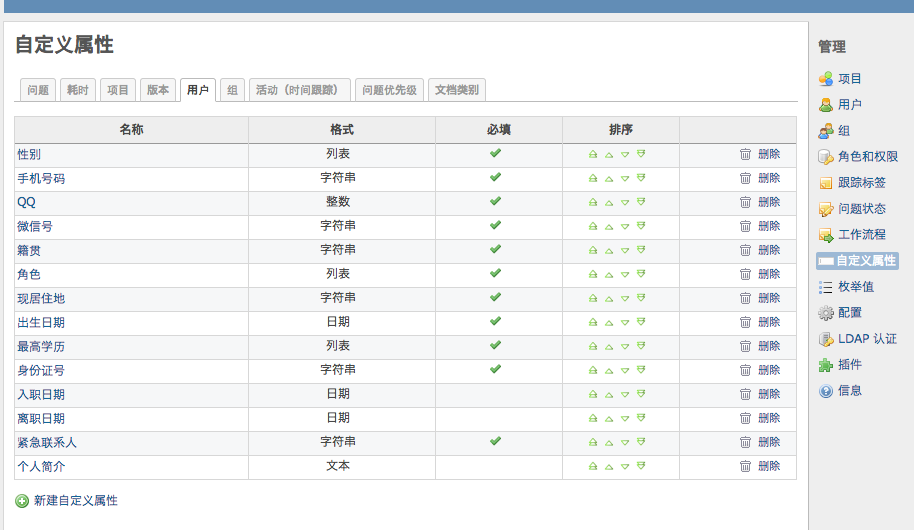 自定义属性
问题 耗时 项目 版本 用户 组 活动（时间跟踪） 问题优先级 文档类别
名称 格式 必填 排序
性别 列表 删除
手机号码 字符串 删除
QQ 整数 删除
微信号 字符串 删除
籍贯 字符串 删除
角色 列表 删除
现居住地 字符串 删除
出生日期 日期 删除
最高学历 列表 删除
身份证号 字符串 删除
入职日期 日期 删除
离职日期 日期 删除
紧急联系人 字符串 删除
个人简介 文本 删除
新建自定义属性
管理
项目
用户
组
角色和权限
跟踪标签
问题状态
工作流程
自定义属性
枚举值
配置
LDAP 认证
插件
信息